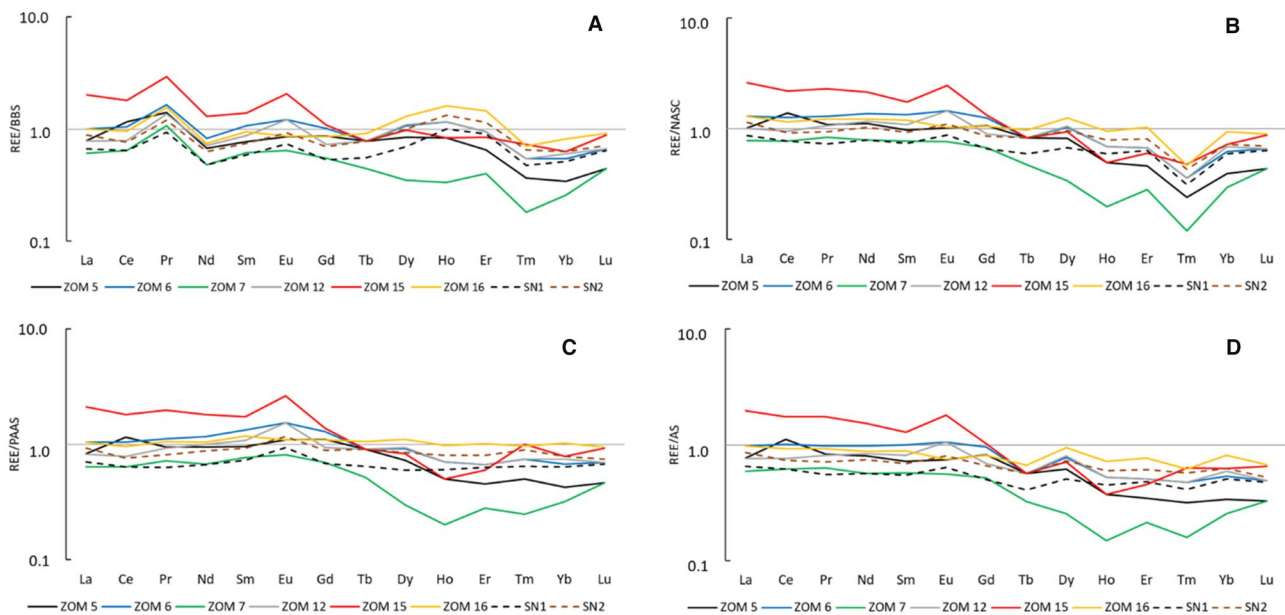 10.0
A
REE/BBS
1.0
0.1
La Ce Pr Nd Sm Eu Gd Tb Dy Ho Er Tm Yb Lu
ZOM 5 ZOM 6 ZOM 7 ZOM 12 ZOM 15 ZOM 16 SN1 SN2
10.0
B
REE/NASC
1.0
0.1
La Ce Pr Nd Sm Eu Gd Tb Dy Ho Er Tm Yb Lu
ZOM 5 ZOM 6 ZOM 7 ZOM 12 ZOM 15 ZOM 16 SN1 SN2
10.0
C
REE/PAAS
1.0
0.1
La Ce Pr Nd Sm Eu Gd Tb Dy Ho Er Tm Yb Lu
ZOM 5 ZOM 6 ZOM 7 ZOM 12 ZOM 15 ZOM 16 SN1 SN2
10.0
D
REE/AS
1.0
0.1
La Ce Pr Nd Sm Eu Gd Tb Dy Ho Er Tm Yb Lu
ZOM 5 ZOM 6 ZOM 7 ZOM 12 ZOM 15 ZOM 16 SN1 SN2